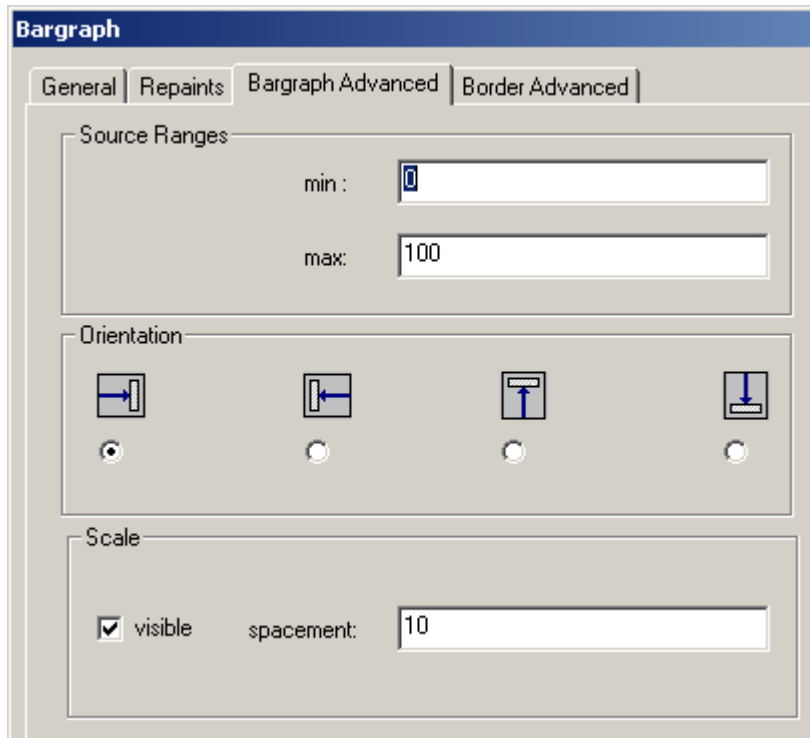 Bargraph
General Repaints Bargraph Advanced Border Advanced
Source Ranges
min : 0
max: 100
Orientation
Scale
visible spacement: 10